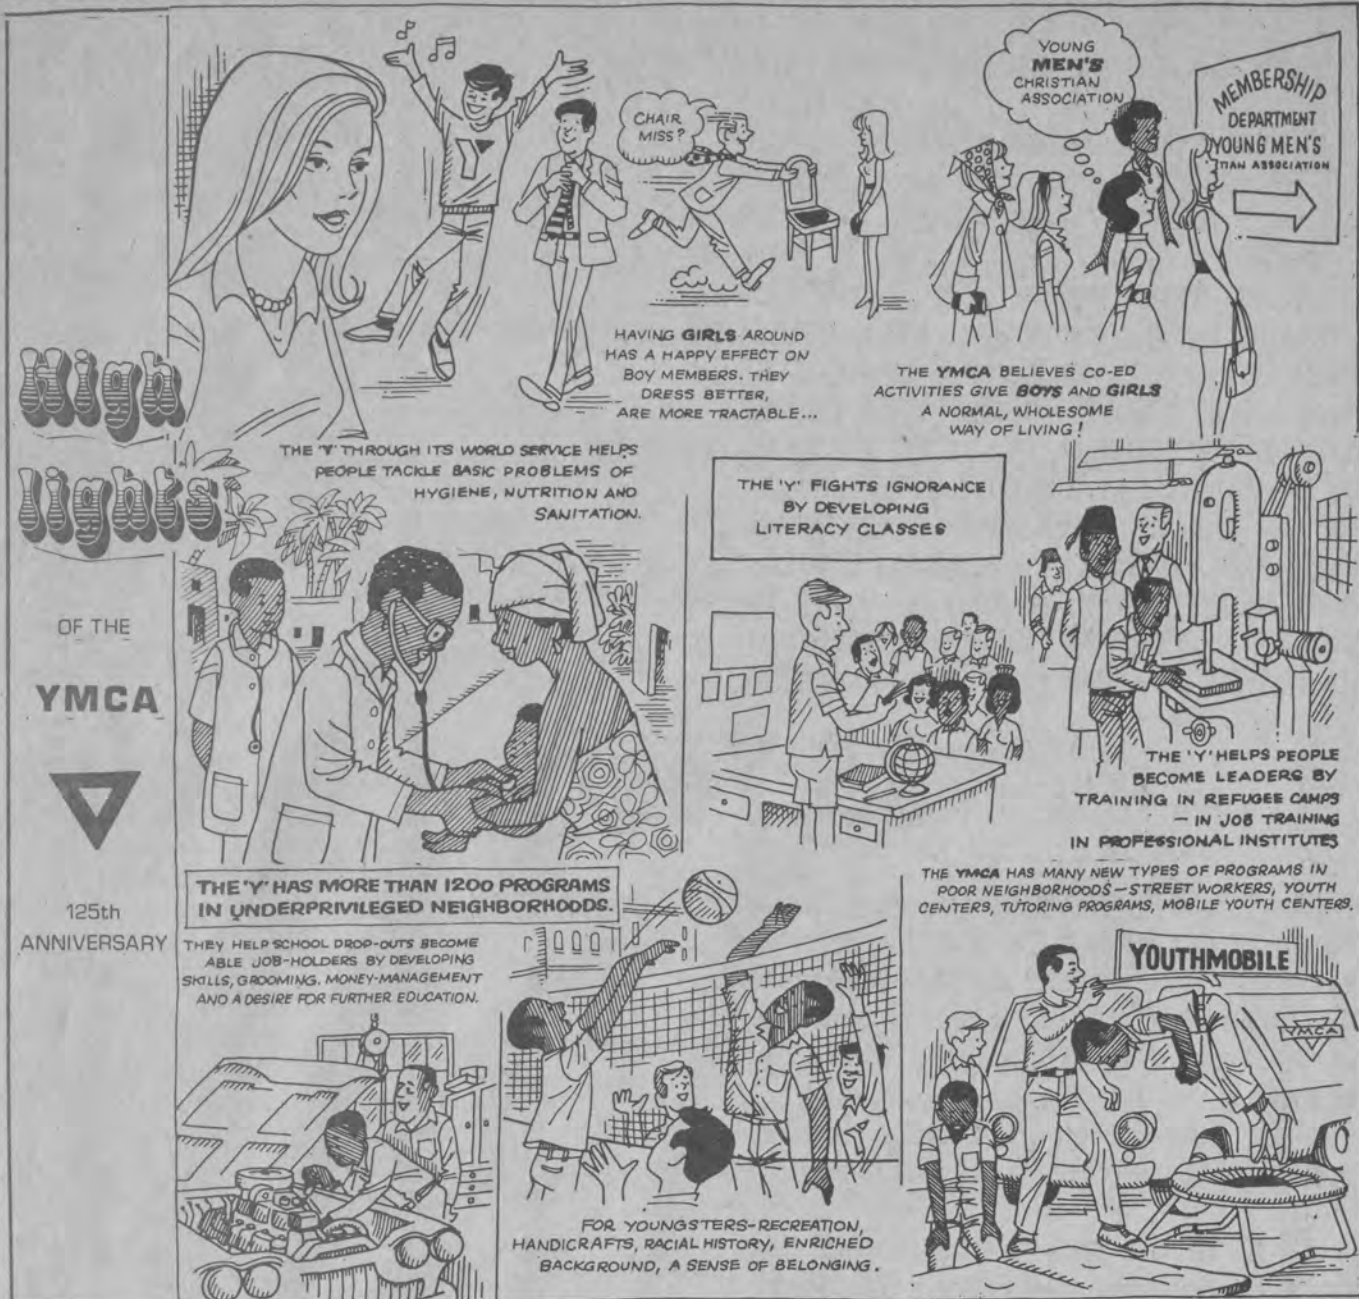 High
lights
OF THE
YMCA
125th
ANNIVERSARY
Y
CHAIR
MISS?
HAVING GIRLS AROUND
HAS A HAPPY EFFECT ON
BOY MEMBERS. THEY
DRESS BETTER,
ARE MORE TRACTABLE...
YOUNG
MEN'S
CHRISTIAN
ASSOCIATION
MEMBERSHIP
DEPARTMENT
YOUNG MEN'S
TIAN ASSOCIATION
THE YMCA BELIEVES CO-ED
ACTIVITIES GIVE BOYS AND GIRLS
A NORMAL, WHOLESOME
WAY OF LIVING!
THE 'Y' THROUGH ITS WORLD SERVICE HELPS
PEOPLE TACKLE BASIC PROBLEMS OF
HYGIENE, NUTRITION AND
SANITATION.
THE 'Y' FIGHTS IGNORANCE
BY DEVELOPING
LITERACY CLASSES
THE 'Y' HELPS PEOPLE
BECOME LEADERS BY
TRAINING IN REFUGEE CAMPS
— IN JOB TRAINING
IN PROFESSIONAL INSTITUTES
THE 'Y' HAS MORE THAN 1200 PROGRAMS
IN UNDERPRIVILEGED NEIGHBORHOODS.
THEY HELP SCHOOL DROP-OUTS BECOME
ABLE JOB-HOLDERS BY DEVELOPING
SKILLS, GROOMING, MONEY-MANAGEMENT
AND A DESIRE FOR FURTHER EDUCATION.
FOR YOUNGSTERS-RECREATION,
HANDICRAFTS, RACIAL HISTORY, ENRICHED
BACKGROUND, A SENSE OF BELONGING.
THE YMCA HAS MANY NEW TYPES OF PROGRAMS IN
POOR NEIGHBORHOODS—STREET WORKERS, YOUTH
CENTERS, TUTORING PROGRAMS, MOBILE YOUTH CENTERS.
YOUTHMOBILE
YMCA
Y